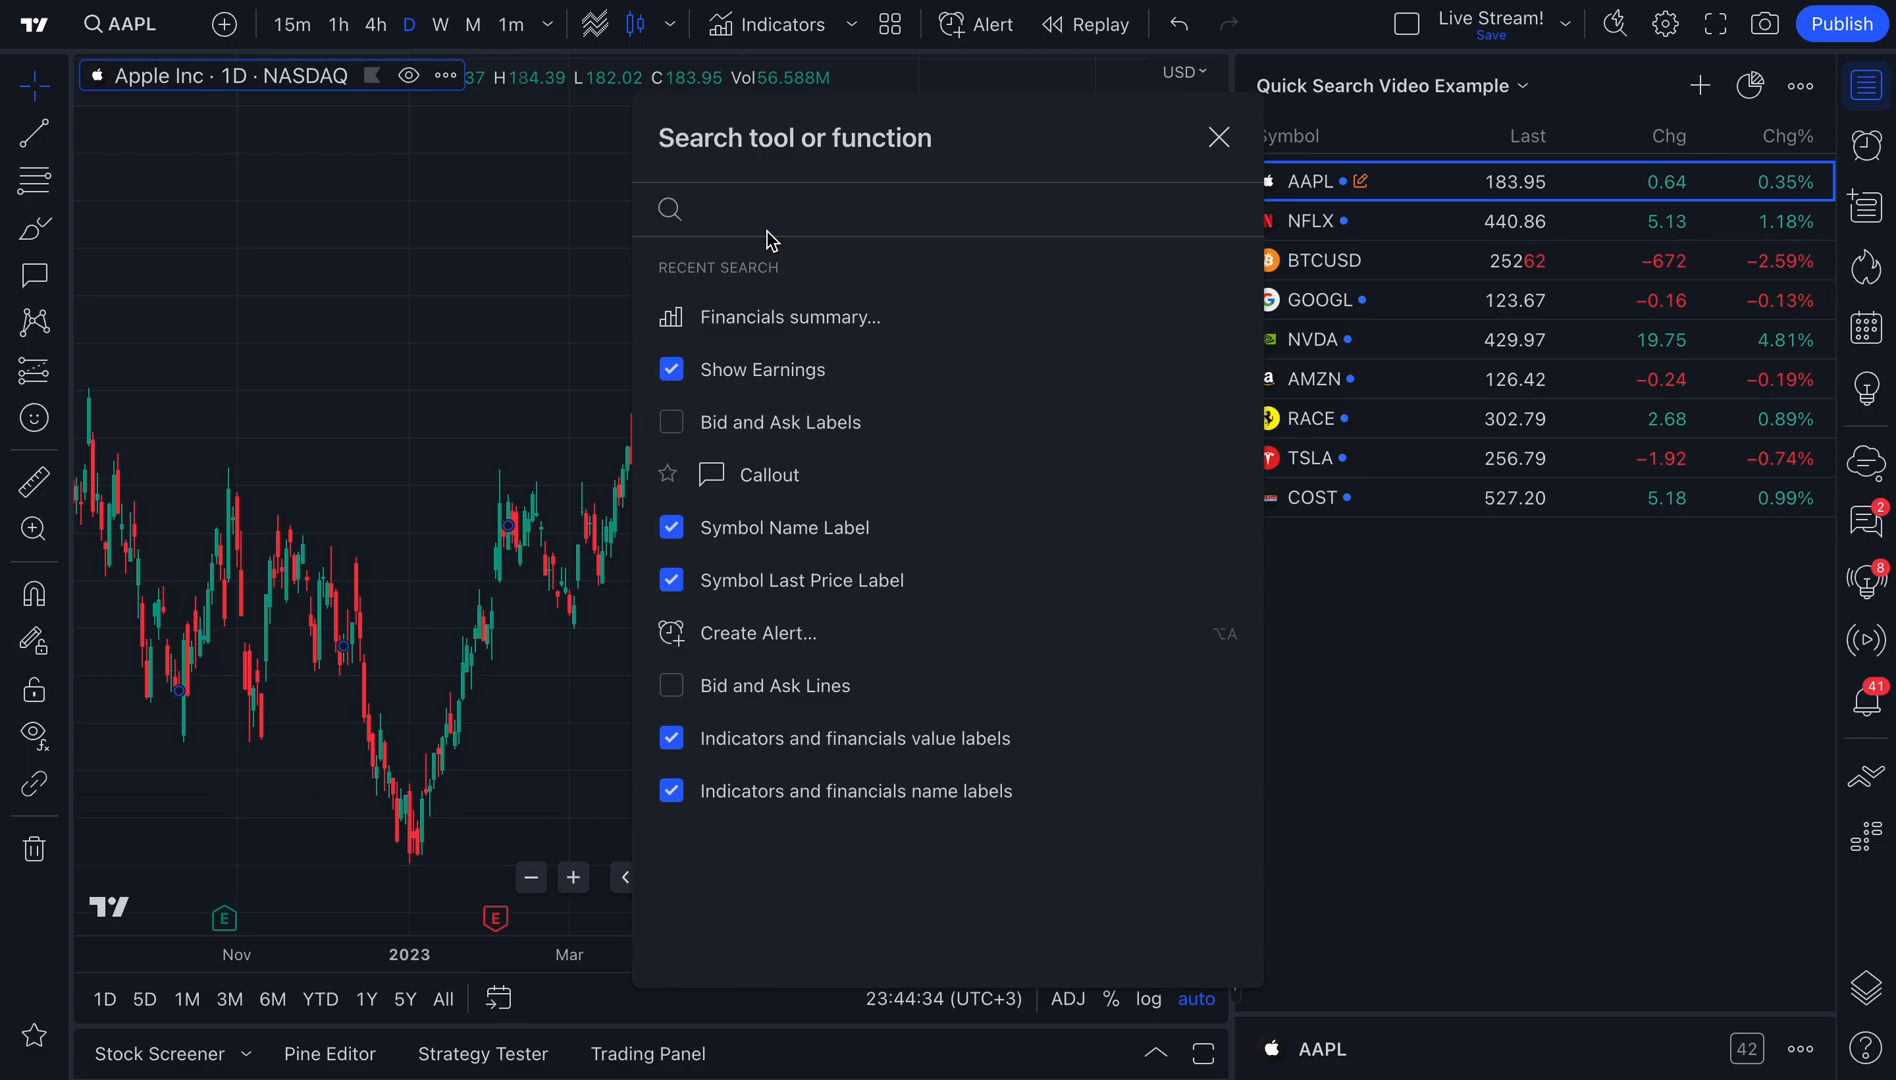 AAPL 15m 1h 4h D W M 1m Indicators Alert Replay Live Stream! Save Publish
Apple Inc · 1D · NASDAQ 37 H184.39 L182.02 C183.95 Vol56.588M USD
Search tool or function
RECENT SEARCH
Financials summary...
Show Earnings
Bid and Ask Labels
Callout
Symbol Name Label
Symbol Last Price Label
Create Alert... ⌥A
Bid and Ask Lines
Indicators and financials value labels
Indicators and financials name labels
Quick Search Video Example
Symbol Last Chg Chg%
AAPL 183.95 0.64 0.35%
NFLX 440.86 5.13 1.18%
BTCUSD 25262 −672 −2.59%
GOOGL 123.67 −0.16 −0.13%
NVDA 429.97 19.75 4.81%
AMZN 126.42 −0.24 −0.19%
RACE 302.79 2.68 0.89%
TSLA 256.79 −1.92 −0.74%
COST 527.20 5.18 0.99%
2
8
41
E E
Nov 2023 Mar
1D 5D 1M 3M 6M YTD 1Y 5Y All 23:44:34 (UTC+3) ADJ % log auto
Stock Screener Pine Editor Strategy Tester Trading Panel
AAPL 42